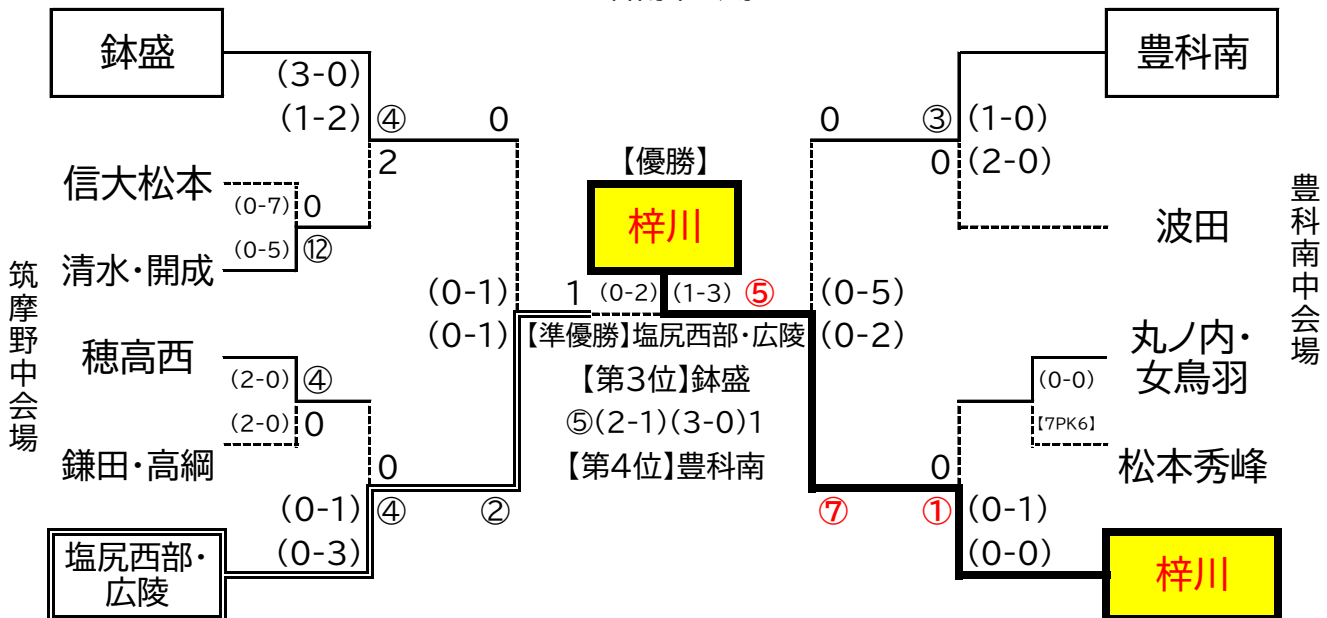 鉢盛
(3-0)
(1-2)
④
2
0
信大松本
(0-7)
0
(0-5)
⑫
清水・開成
筑摩野中会場
穂高西
(2-0)
④
(2-0)
0
鎌田・高綱
0
(0-1)
④
②
(0-3)
塩尻西部・
広陵
(0-1)
(0-1)
【優勝】
梓川
1
(0-2)
(1-3)
⑤
【準優勝】塩尻西部・広陵
【第3位】鉢盛
⑤(2-1)(3-0)1
【第4位】豊科南
豊科南
0
③
(1-0)
0
(2-0)
波田
豊科南中会場
(0-5)
(0-2)
丸ノ内・
女鳥羽
(0-0)
【7PK6】
松本秀峰
0
⑦
①
(0-1)
(0-0)
梓川